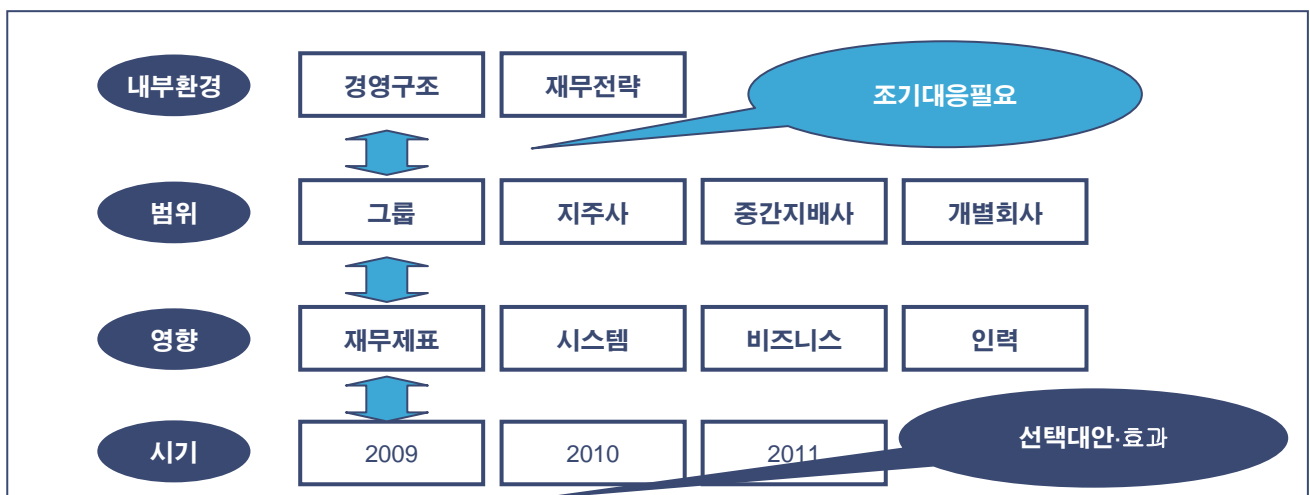 내부환경
경영구조
재무전략
조기대응필요
범위
그룹
지주사
중간지배사
개별회사
영향
재무제표
시스템
비즈니스
인력
시기
2009
2010
2011
선택대안·효과